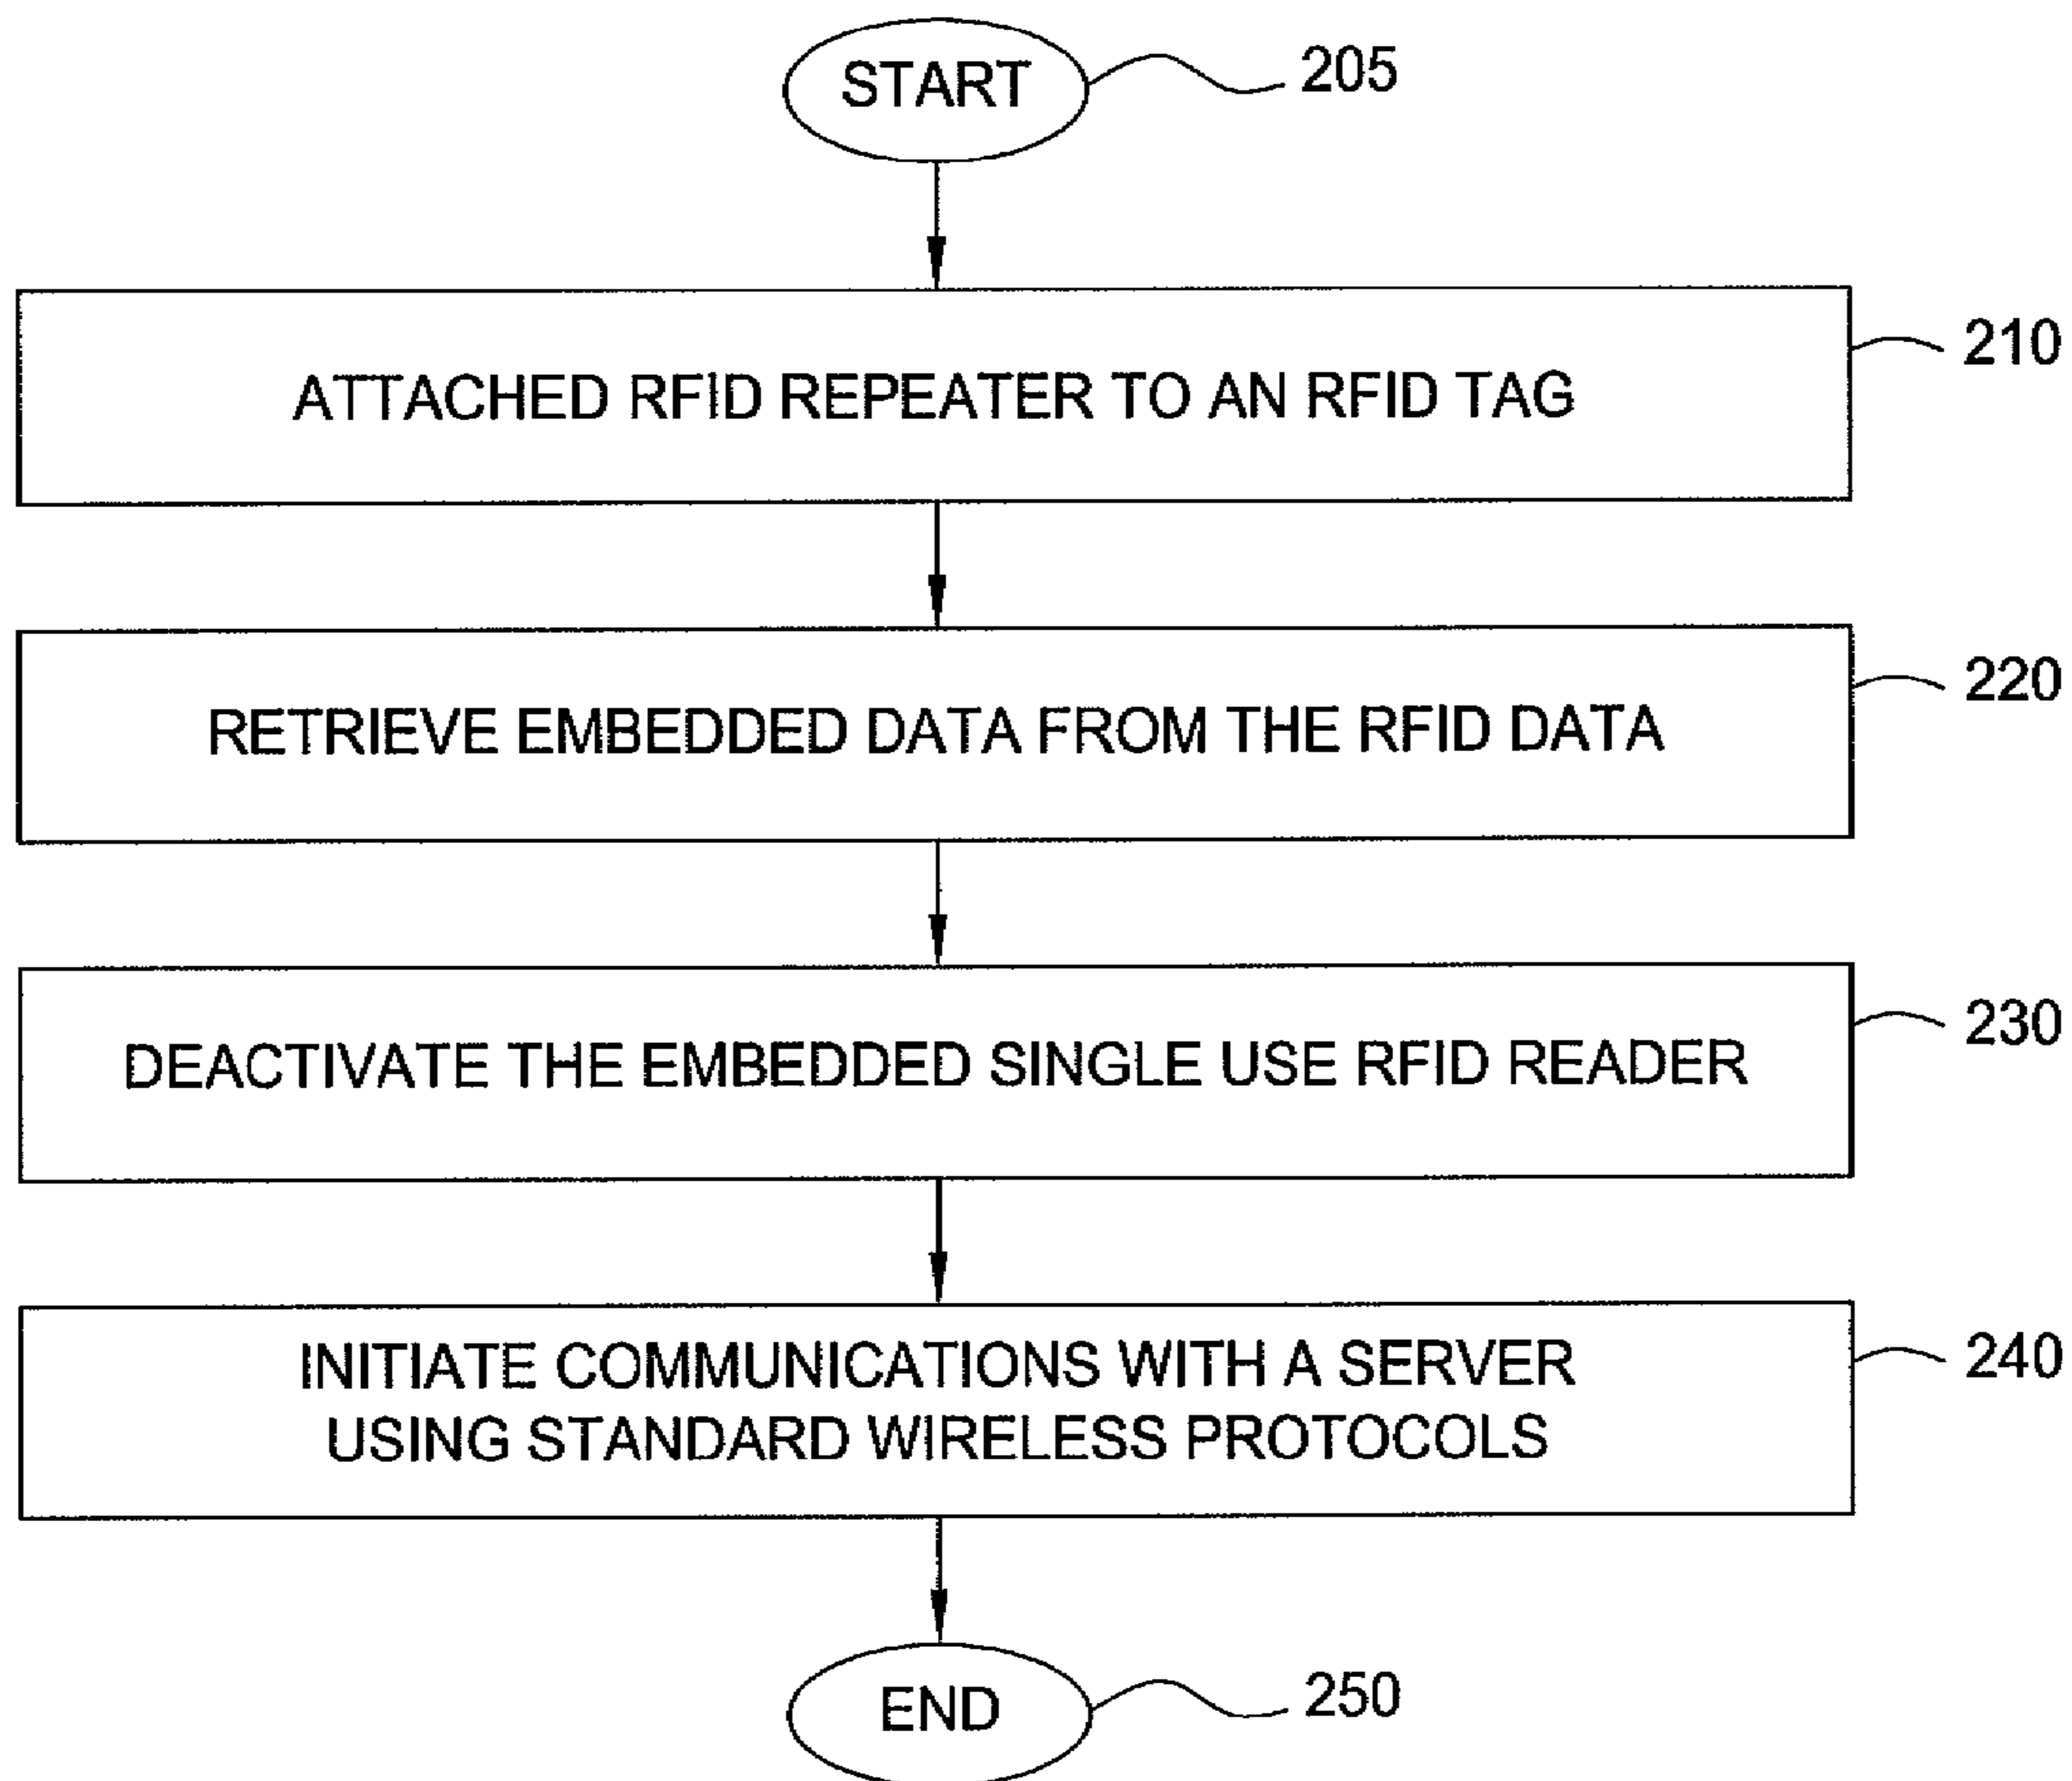 START
205
ATTACHED RFID REPEATER TO AN RFID TAG
210
RETRIEVE EMBEDDED DATA FROM THE RFID DATA
220
DEACTIVATE THE EMBEDDED SINGLE USE RFID READER
230
INITIATE COMMUNICATIONS WITH A SERVER
USING STANDARD WIRELESS PROTOCOLS
240
END
250